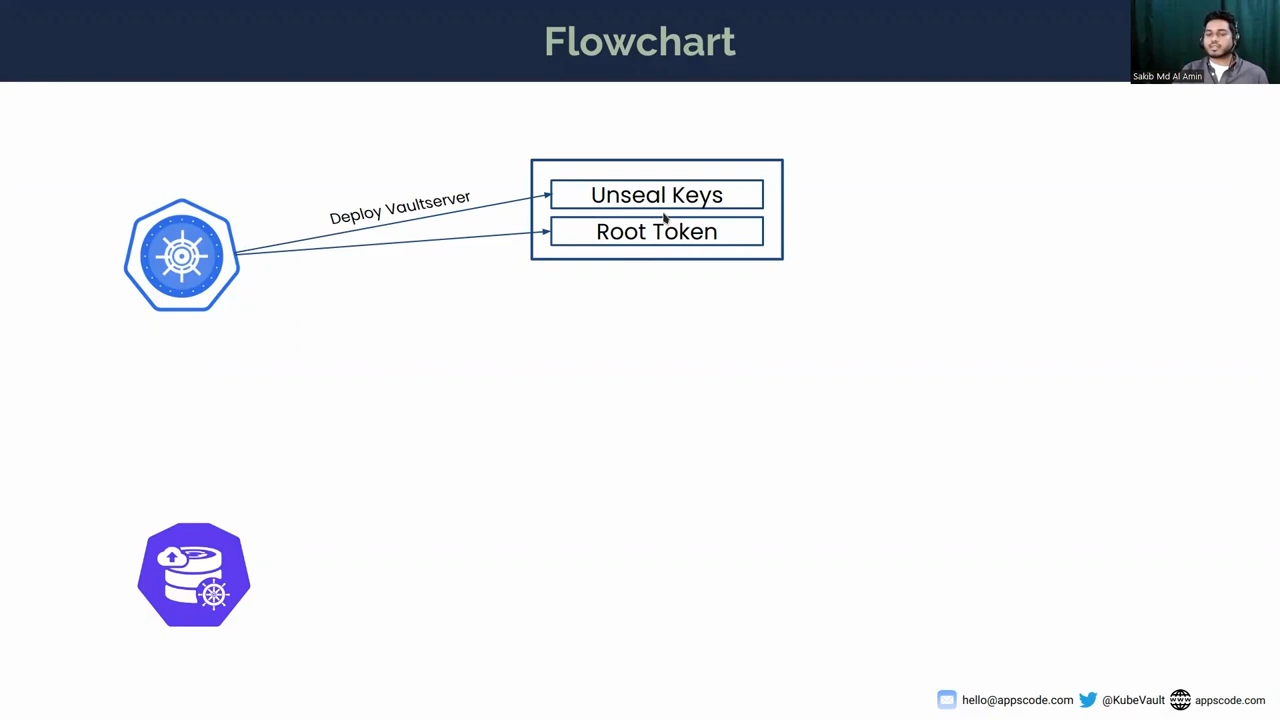 Flowchart
Sakib Md Al Amin
Deploy Vaultserver
Unseal Keys
Root Token
hello@appscode.com @KubeVault appscode.com